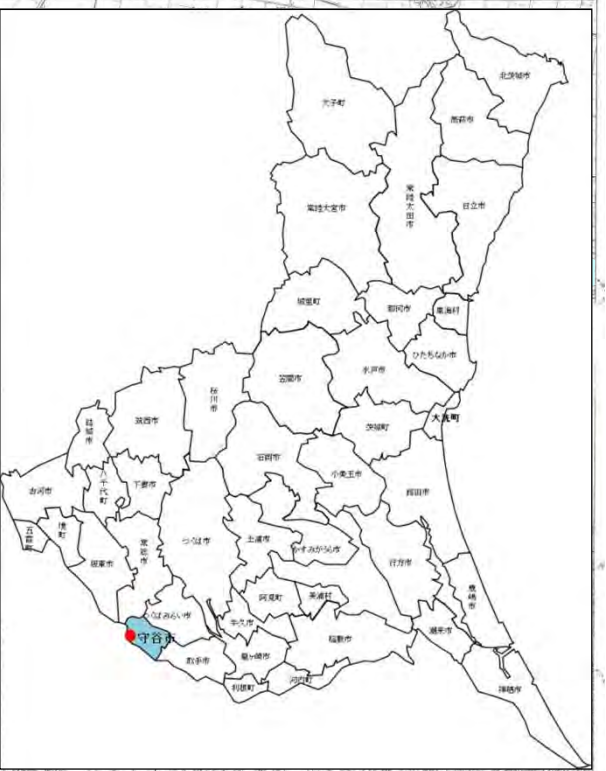 北茨城市
大子町
高萩市
常陸太田市
常陸大宮市
日立市
城里町
那珂市
東海村
ひたちなか市
笠間市
水戸市
桜川市
筑西市
結城市
茨城町
大洗町
石岡市
小美玉市
鉾田市
古河市
八千代町
下妻市
五霞町
境町
坂東市
常総市
つくば市
土浦市
かすみがうら市
行方市
鹿嶋市
阿見町
美浦村
つくばみらい市
牛久市
稲敷市
潮来市
守谷市
取手市
龍ヶ崎市
利根町
河内町
神栖市